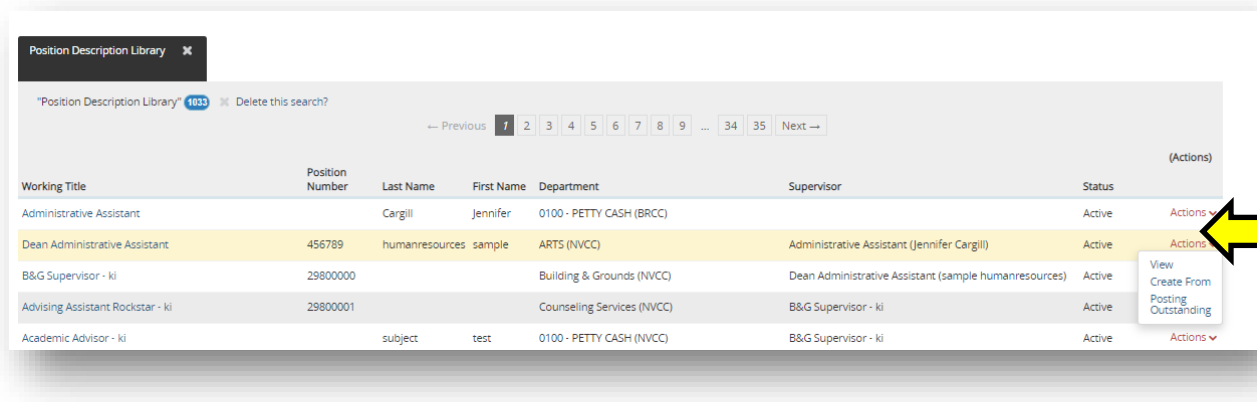 Position Description Library ✖
"Position Description Library" 1033 ✖ Delete this search?
← Previous 1 2 3 4 5 6 7 8 9 ... 34 35 Next →
(Actions)
Working Title Position Number Last Name First Name Department Supervisor Status
Administrative Assistant Cargill Jennifer 0100 - PETTY CASH (BRCC) Active Actions
Dean Administrative Assistant 456789 humanresources sample ARTS (NVCC) Administrative Assistant (Jennifer Cargill) Active Actions
B&G Supervisor - ki 29800000 Building & Grounds (NVCC) Dean Administrative Assistant (sample humanresources) Active
View
Create From
Posting
Outstanding
Advising Assistant Rockstar - ki 29800001 Counseling Services (NVCC) B&G Supervisor - ki Active
Academic Advisor - ki subject test 0100 - PETTY CASH (NVCC) B&G Supervisor - ki Active Actions